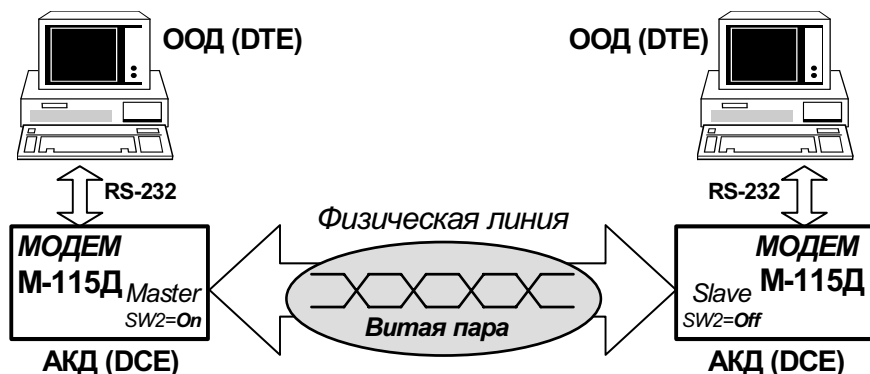 ООД (DTE)
ООД (DTE)
RS-232
RS-232
Физическая линия
МОДЕМ
М-115Д Master
SW2=On
АКД (DCE)
Витая пара
МОДЕМ
Slave М-115Д
SW2=Off
АКД (DCE)